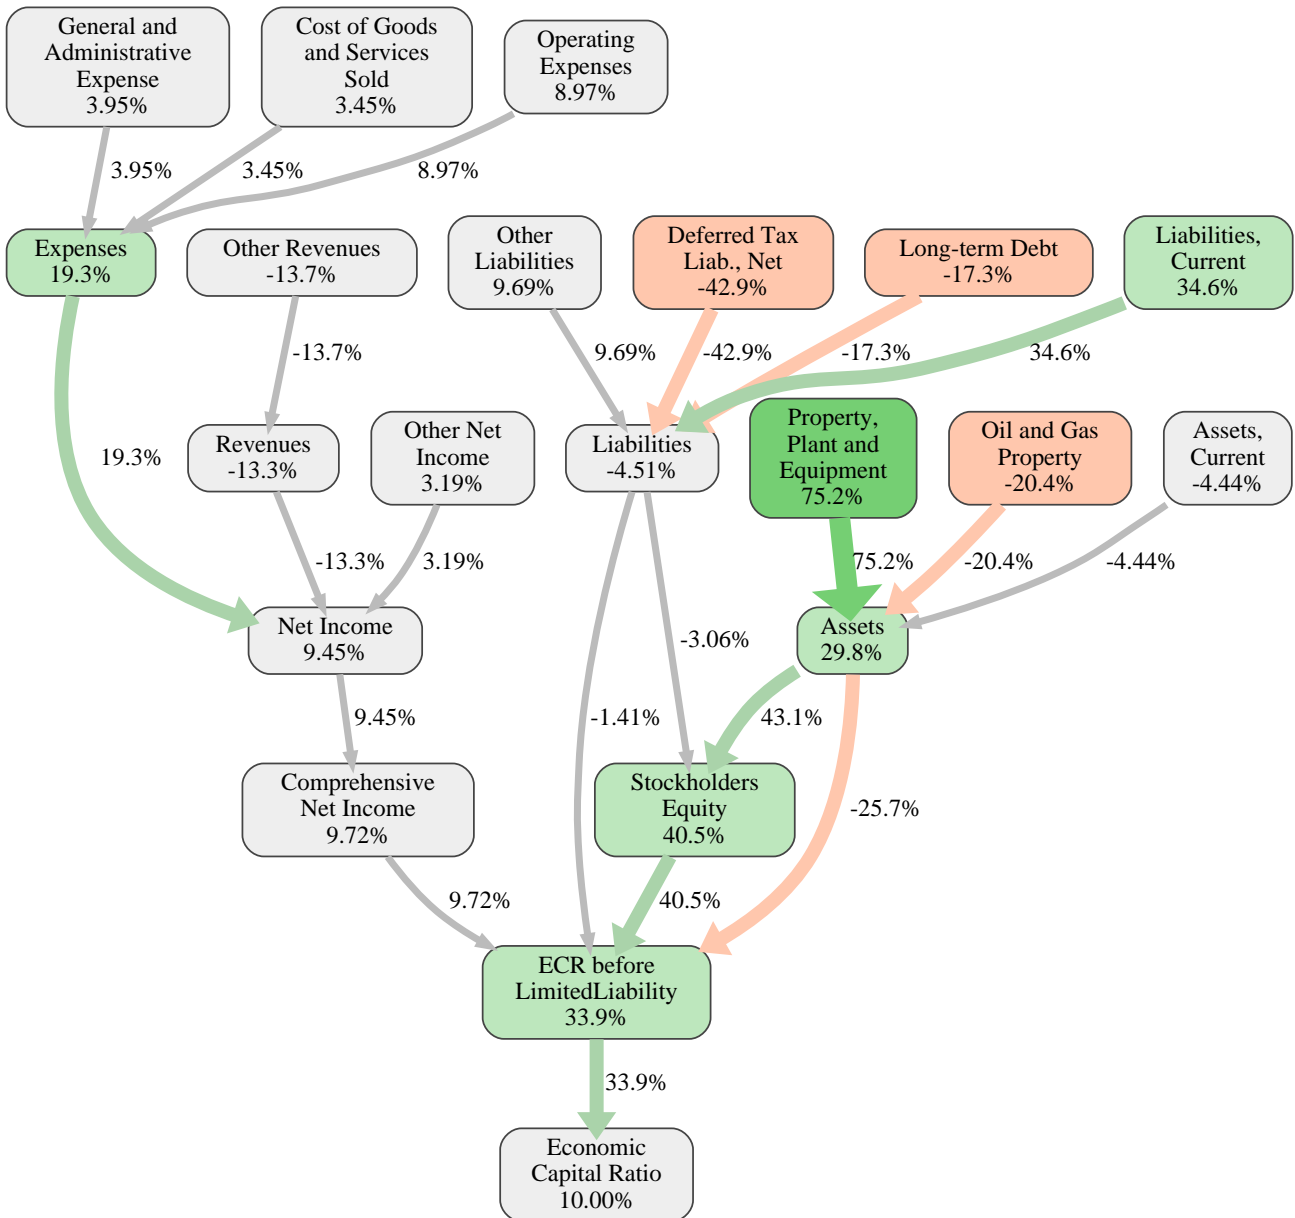 General and
Administrative
Expense
3.95%
Cost of Goods
and Services
Sold
3.45%
Operating
Expenses
8.97%
3.95%
3.45%
8.97%
Expenses
19.3%
Other Revenues
-13.7%
Other
Liabilities
9.69%
Deferred Tax
Liab., Net
-42.9%
Long-term Debt
-17.3%
Liabilities,
Current
34.6%
-13.7%
9.69%
-42.9%
-17.3%
34.6%
19.3%
Revenues
-13.3%
Other Net
Income
3.19%
Liabilities
-4.51%
Property,
Plant and
Equipment
75.2%
Oil and Gas
Property
-20.4%
Assets,
Current
-4.44%
-13.3%
3.19%
75.2%
-20.4%
-4.44%
Net Income
9.45%
-3.06%
Assets
29.8%
9.45%
-1.41%
43.1%
Comprehensive
Net Income
9.72%
Stockholders
Equity
40.5%
-25.7%
9.72%
40.5%
ECR before
LimitedLiability
33.9%
33.9%
Economic
Capital Ratio
10.00%